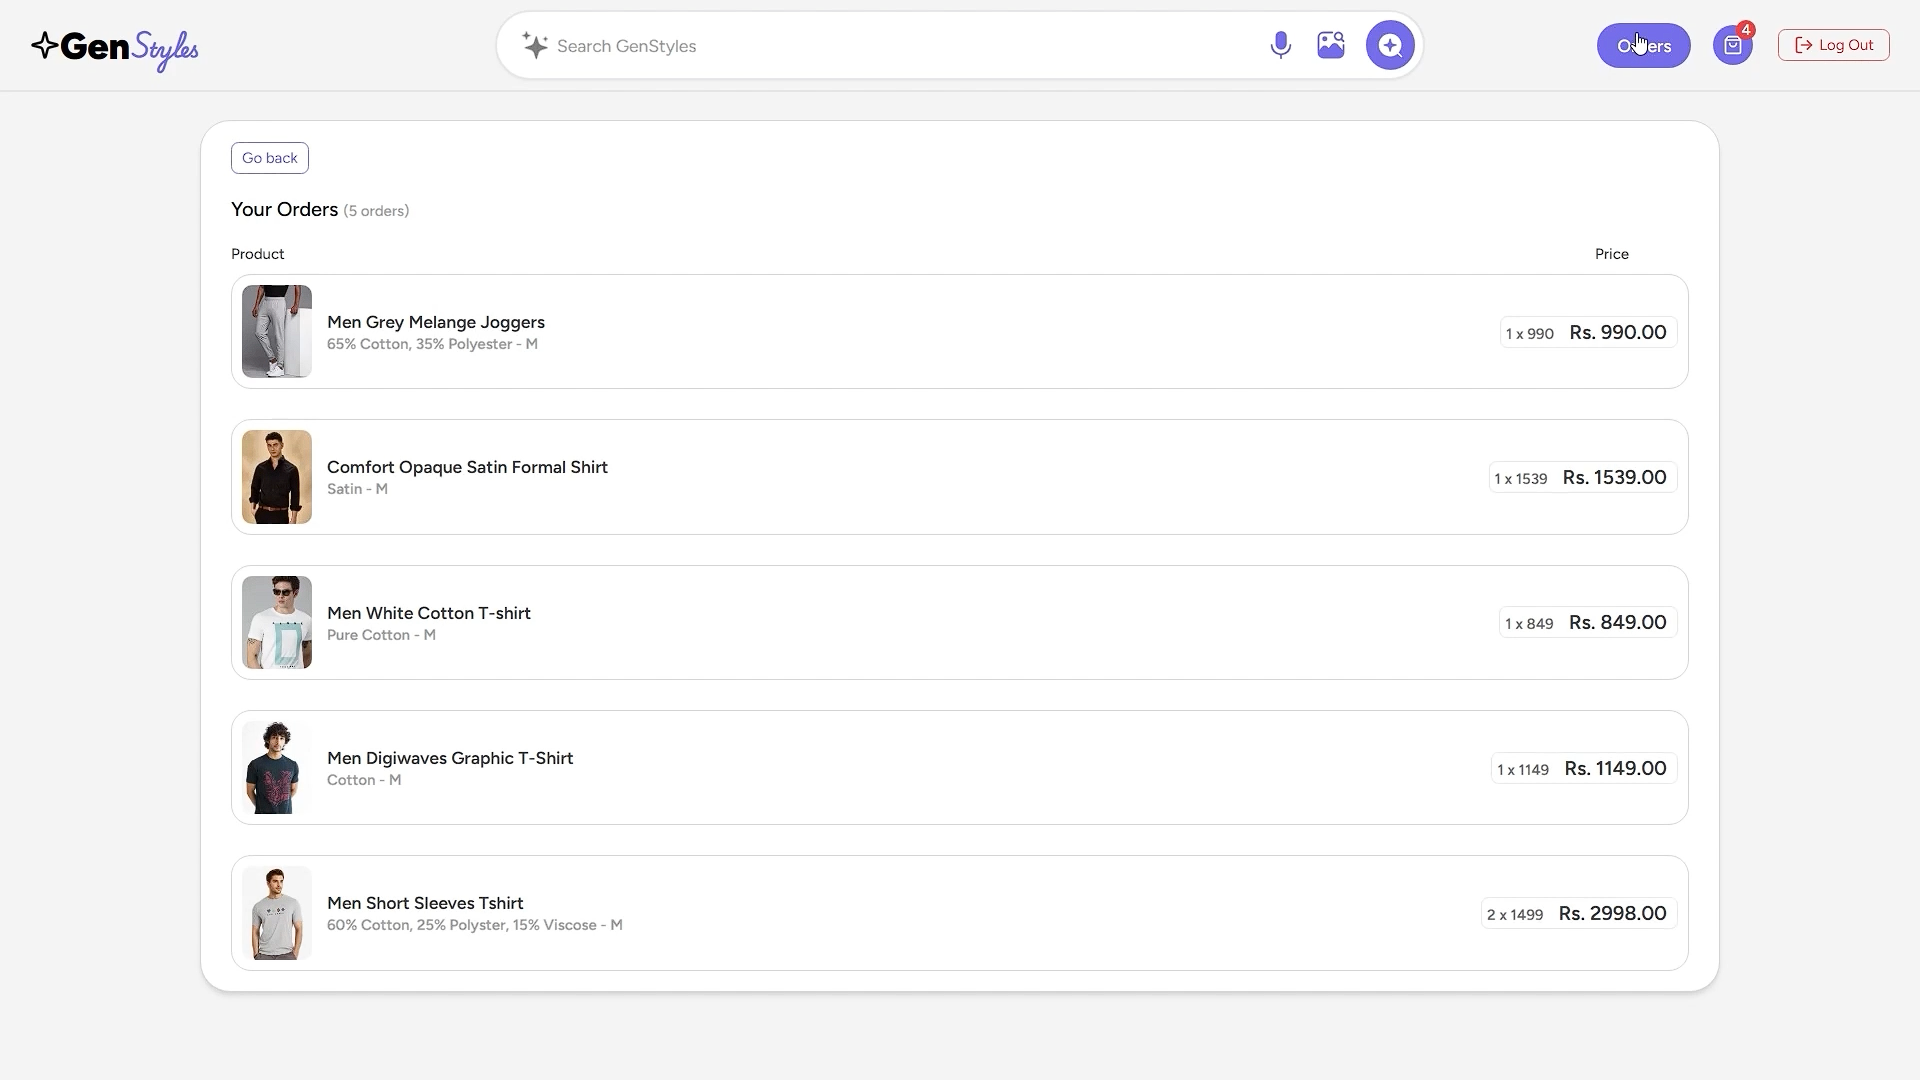 GenStyles
Search GenStyles
Orders
4
Log Out
Go back
Your Orders (5 orders)
Product
Price
Men Grey Melange Joggers
65% Cotton, 35% Polyester - M
1 x 990 Rs. 990.00
Comfort Opaque Satin Formal Shirt
Satin - M
1 x 1539 Rs. 1539.00
Men White Cotton T-shirt
Pure Cotton - M
1 x 849 Rs. 849.00
Men Digiwaves Graphic T-Shirt
Cotton - M
1 x 1149 Rs. 1149.00
Men Short Sleeves Tshirt
60% Cotton, 25% Polyster, 15% Viscose - M
2 x 1499 Rs. 2998.00